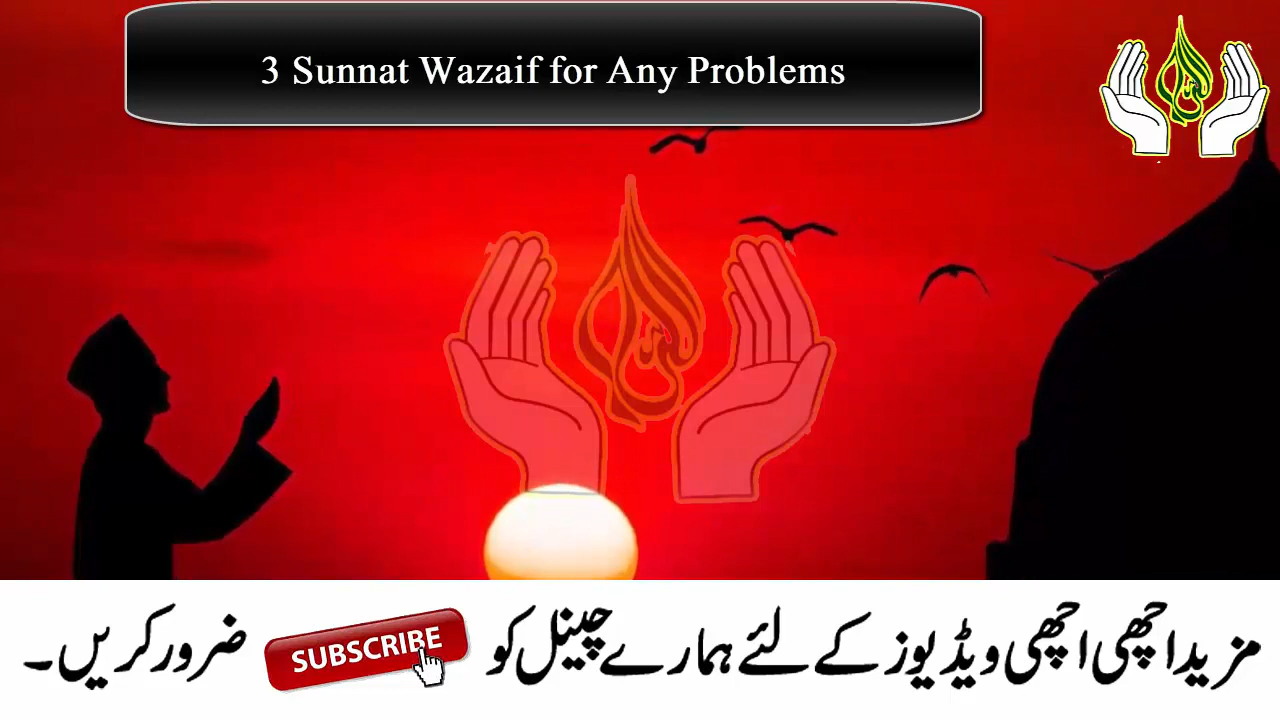 3 Sunnat Wazaif for Any Problems
مزید اچھی اچھی ویڈیوز کے لئے ہمارے چینل کو SUBSCRIBE ضرور کریں۔